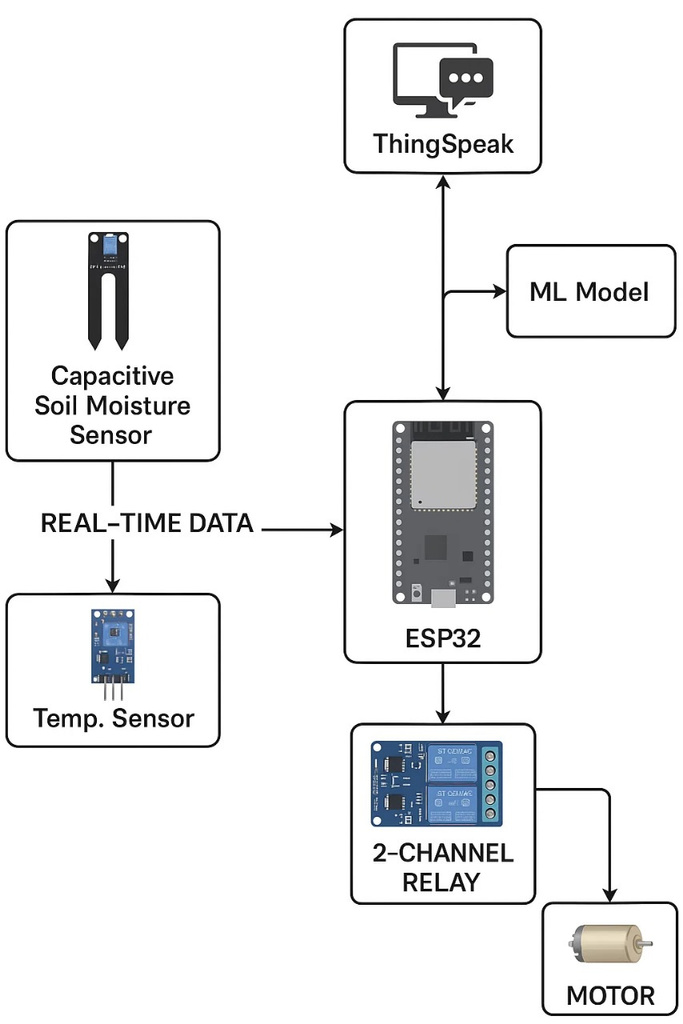 ThingSpeak
ML Model
Capacitive
Soil Moisture
Sensor
REAL-TIME DATA
ESP32
Temp. Sensor
2-CHANNEL
RELAY
MOTOR